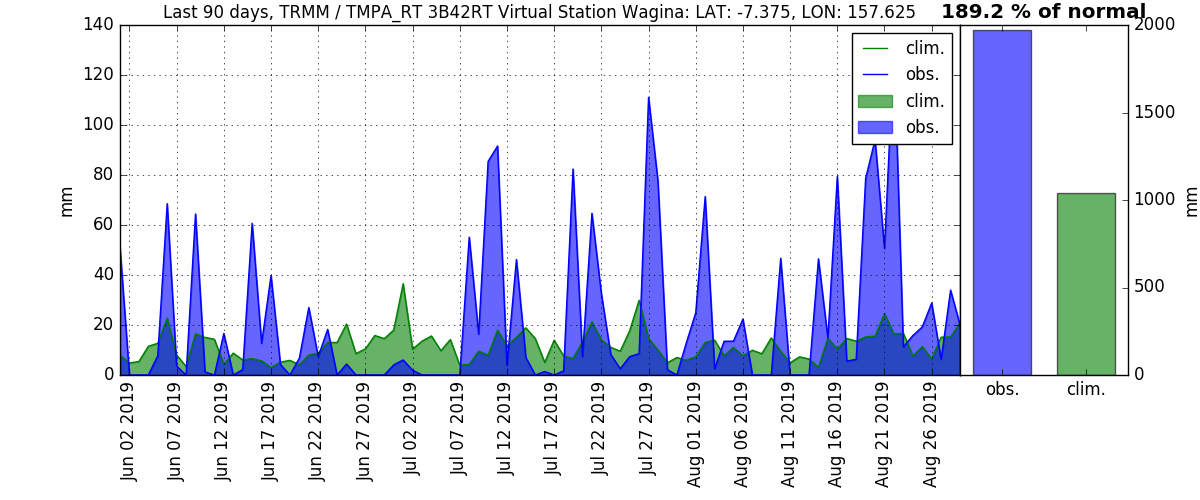 Last 90 days, TRMM / TMPA_RT 3B42RT Virtual Station Wagina: LAT: -7.375, LON: 157.625
189.2 % of normal
140
120
100
80
60
40
20
0
mm
clim.
obs.
clim.
obs.
2000
1500
1000
500
0
mm
Jun 02 2019
Jun 07 2019
Jun 12 2019
Jun 17 2019
Jun 22 2019
Jun 27 2019
Jul 02 2019
Jul 07 2019
Jul 12 2019
Jul 17 2019
Jul 22 2019
Jul 27 2019
Aug 01 2019
Aug 06 2019
Aug 11 2019
Aug 16 2019
Aug 21 2019
Aug 26 2019
obs.
clim.